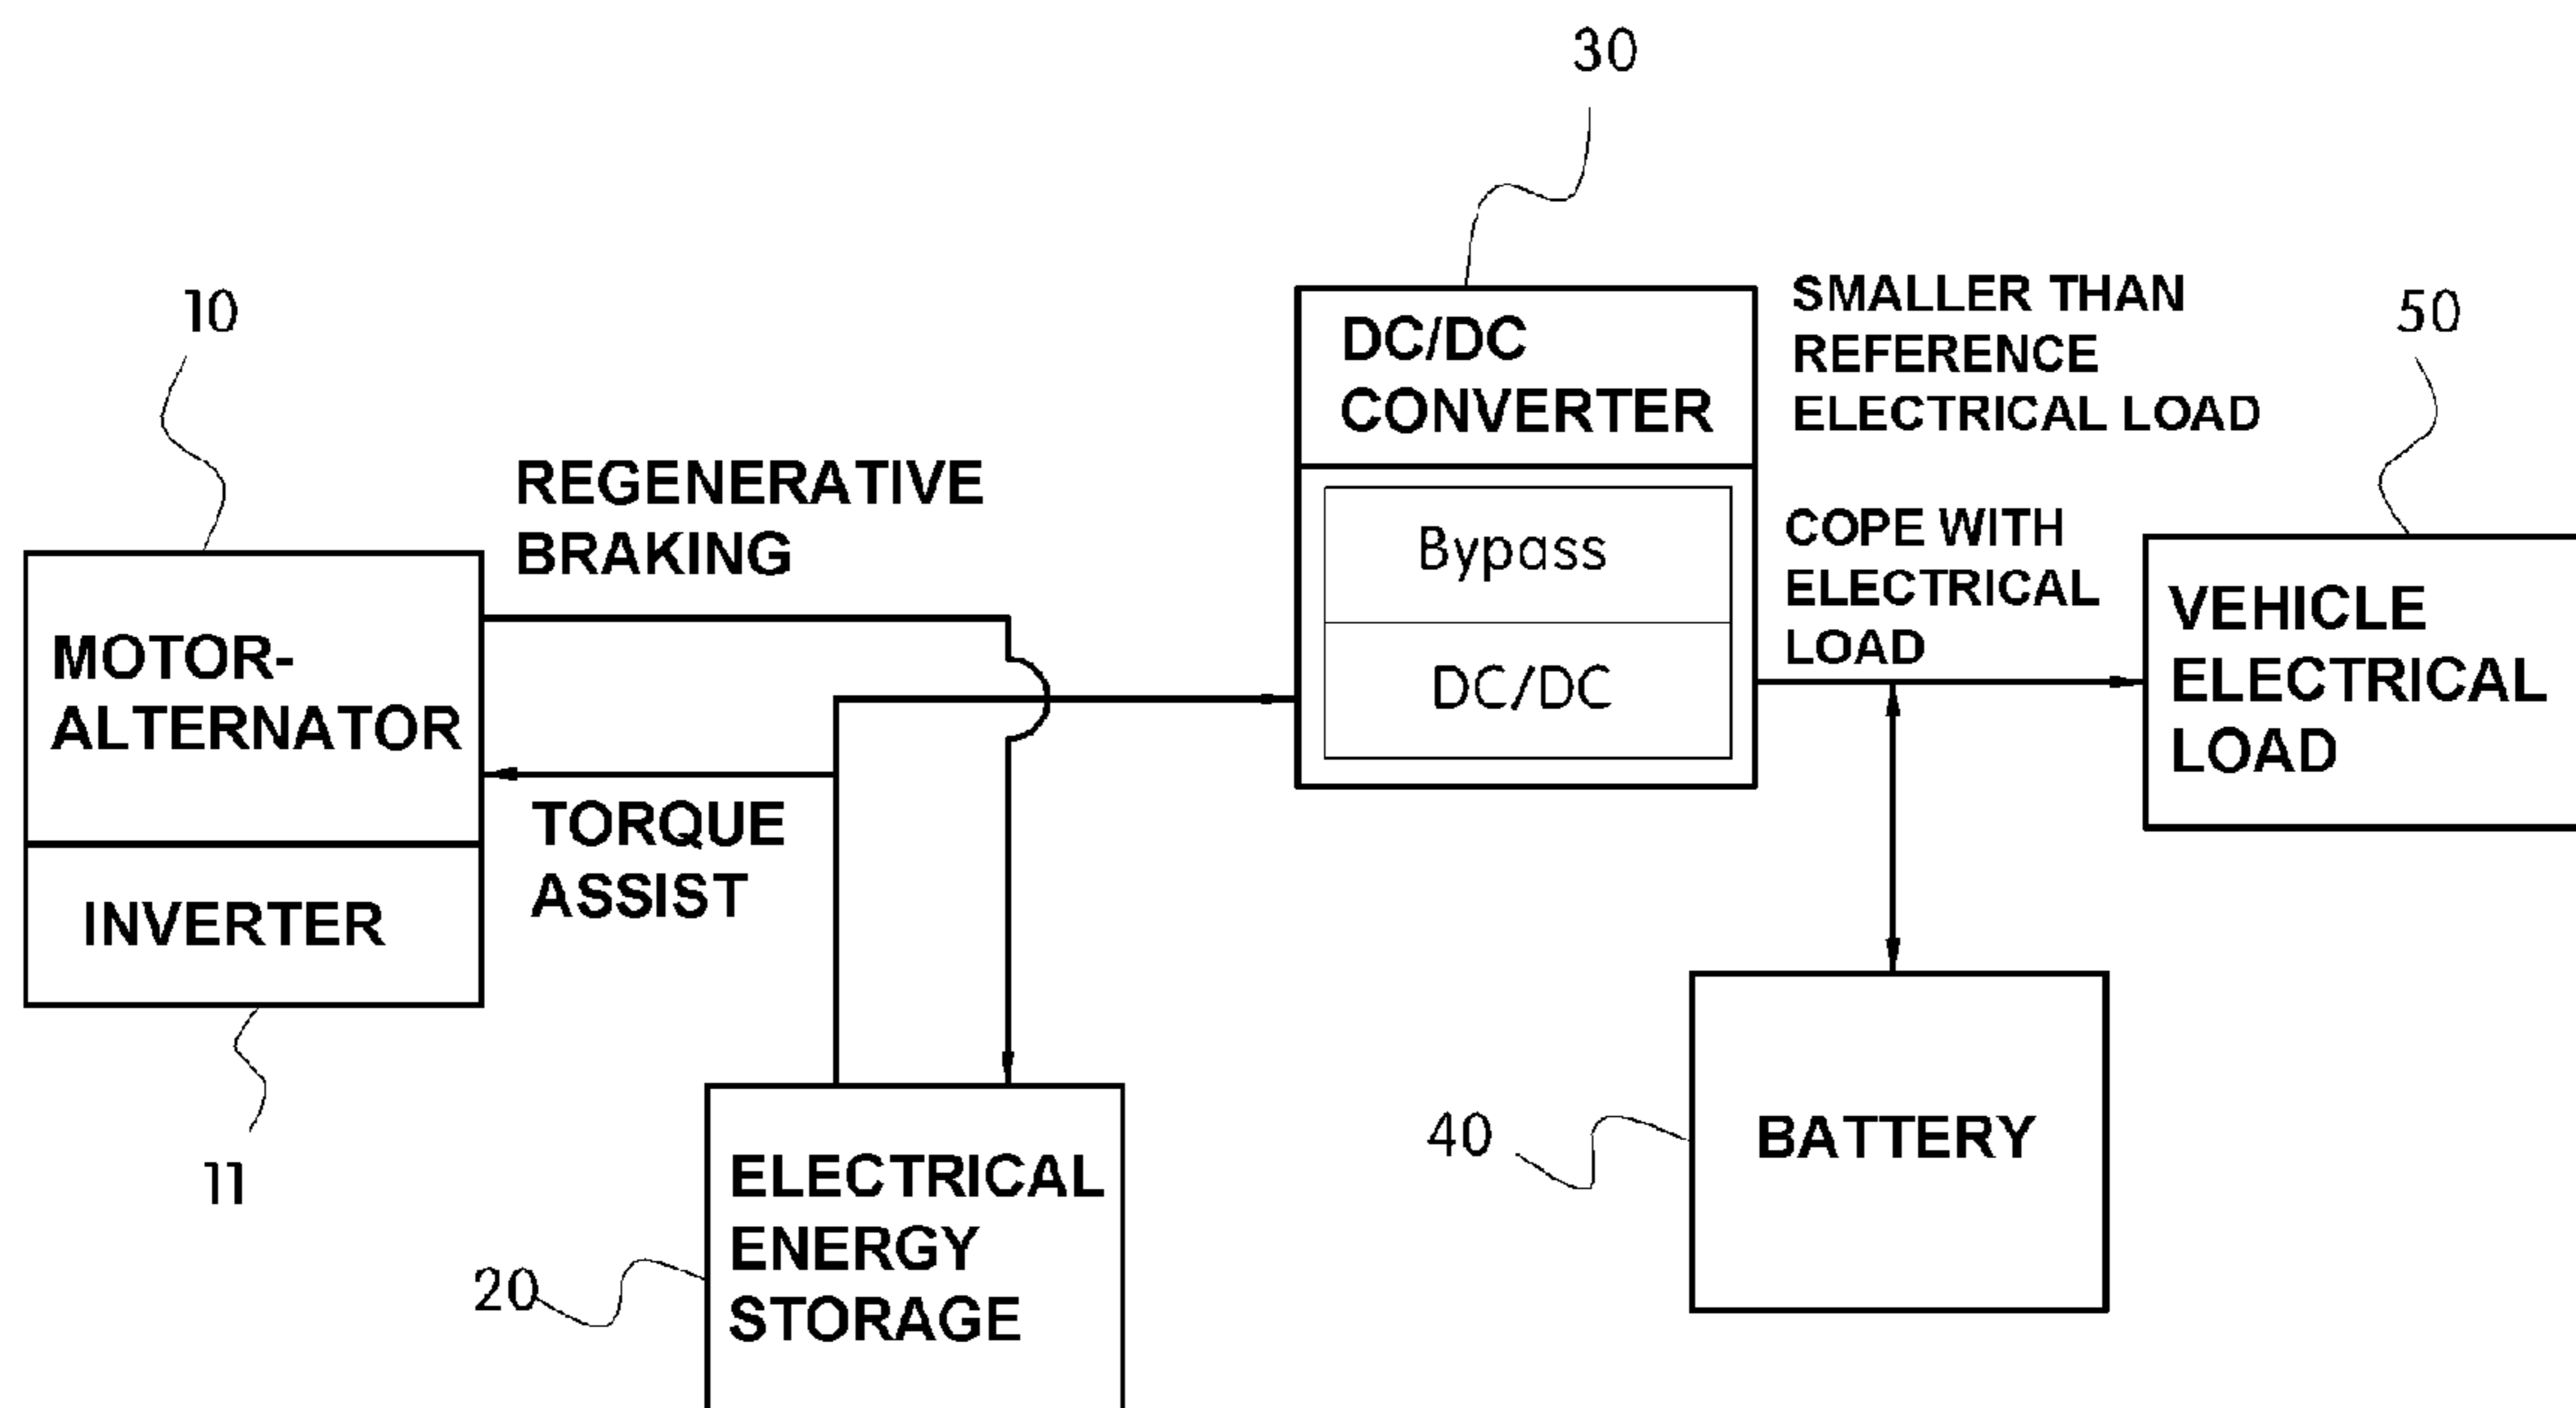 30
10
SMALLER THAN
REFERENCE
ELECTRICAL LOAD
50
DC/DC
CONVERTER
REGENERATIVE
BRAKING
Bypass
DC/DC
COPE WITH
ELECTRICAL
LOAD
VEHICLE
ELECTRICAL
LOAD
MOTOR-
ALTERNATOR
TORQUE
ASSIST
INVERTER
11
40
BATTERY
20
ELECTRICAL
ENERGY
STORAGE